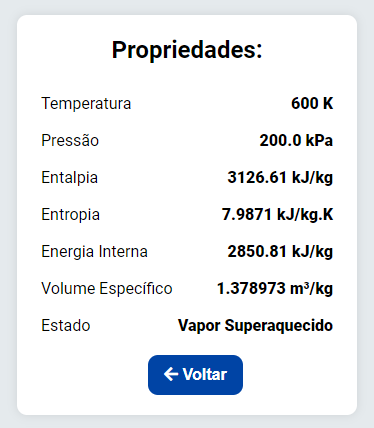 Propriedades:
Temperatura 600 K
Pressão 200.0 kPa
Entalpia 3126.61 kJ/kg
Entropia 7.9871 kJ/kg.K
Energia Interna 2850.81 kJ/kg
Volume Específico 1.378973 m³/kg
Estado Vapor Superaquecido
← Voltar